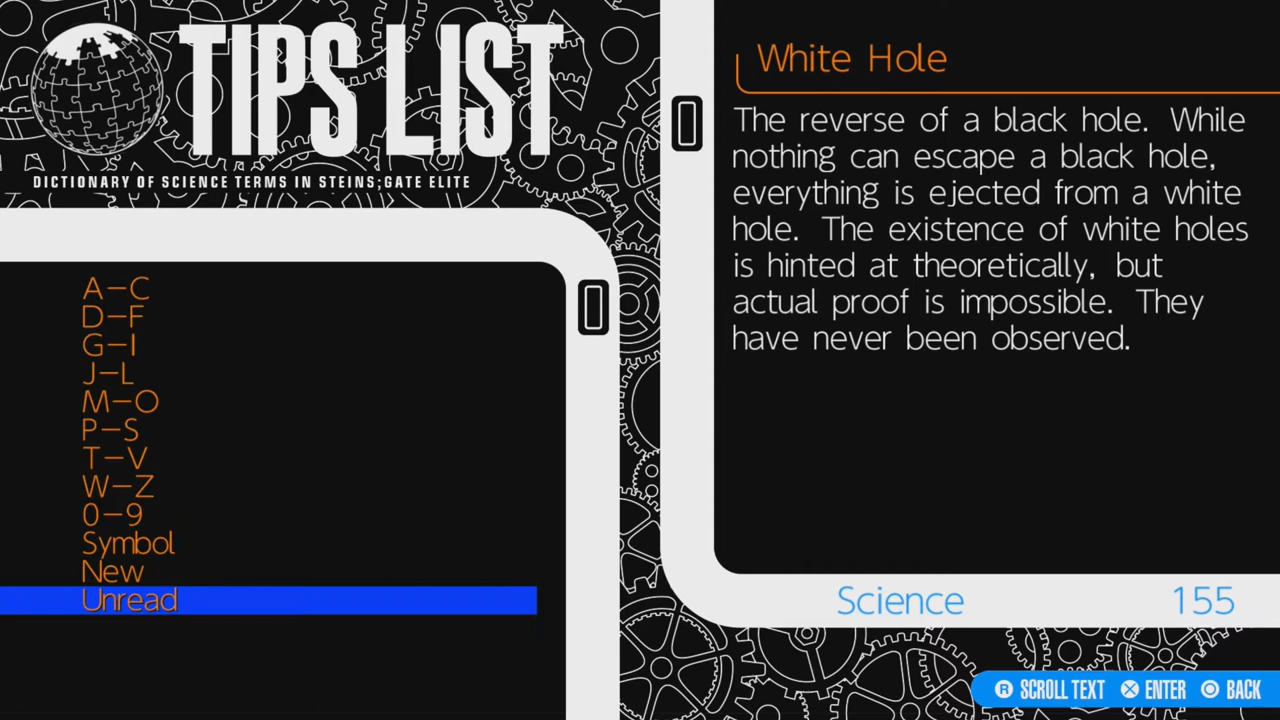 TIPS LIST
DICTIONARY OF SCIENCE TERMS IN STEINS;GATE ELITE
A–C
D–F
G–I
J–L
M–O
P–S
T–V
W–Z
0–9
Symbol
New
Unread
White Hole
The reverse of a black hole. While
nothing can escape a black hole,
everything is ejected from a white
hole. The existence of white holes
is hinted at theoretically, but
actual proof is impossible. They
have never been observed.
Science 155
R SCROLL TEXT ENTER BACK